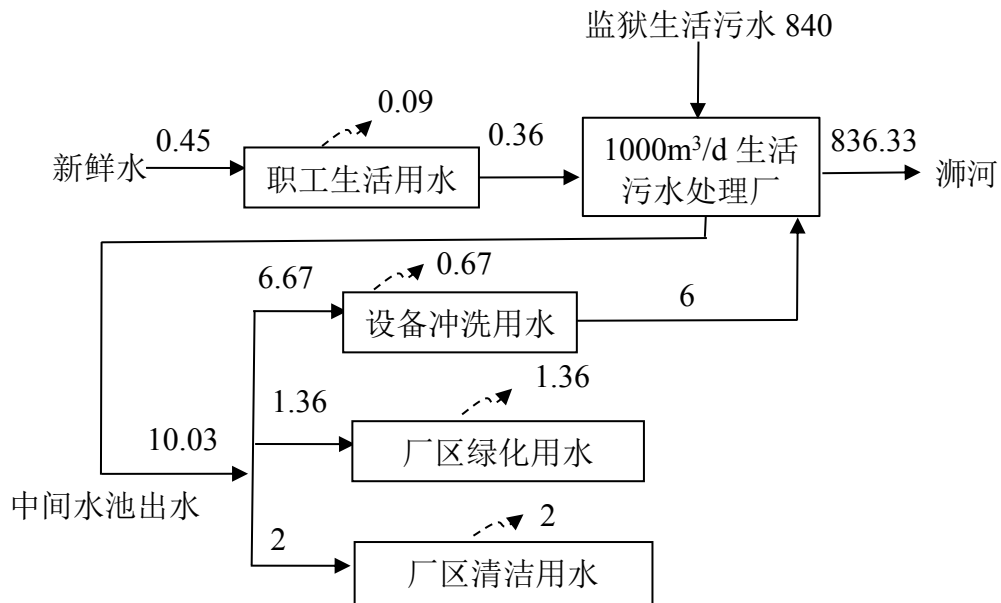 监狱生活污水 840
0.09
0.45
0.36
836.33
新鲜水
职工生活用水
1000m³/d 生活
污水处理厂
浉河
6.67
0.67
6
设备冲洗用水
1.36
1.36
10.03
厂区绿化用水
中间水池出水
2
2
厂区清洁用水